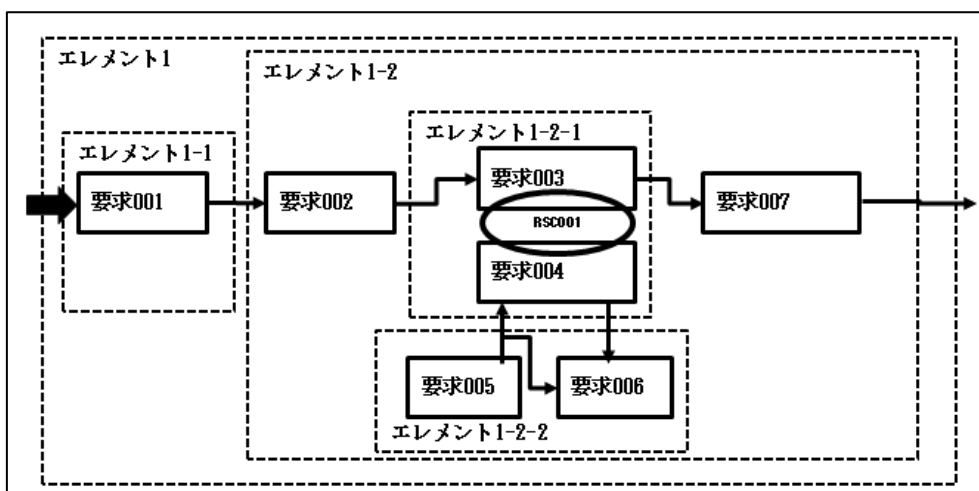 エレメント1
エレメント1-2
エレメント1-2-1
エレメント1-1
要求001
要求002
要求003
要求007
RSC001
要求004
要求005
要求006
エレメント1-2-2